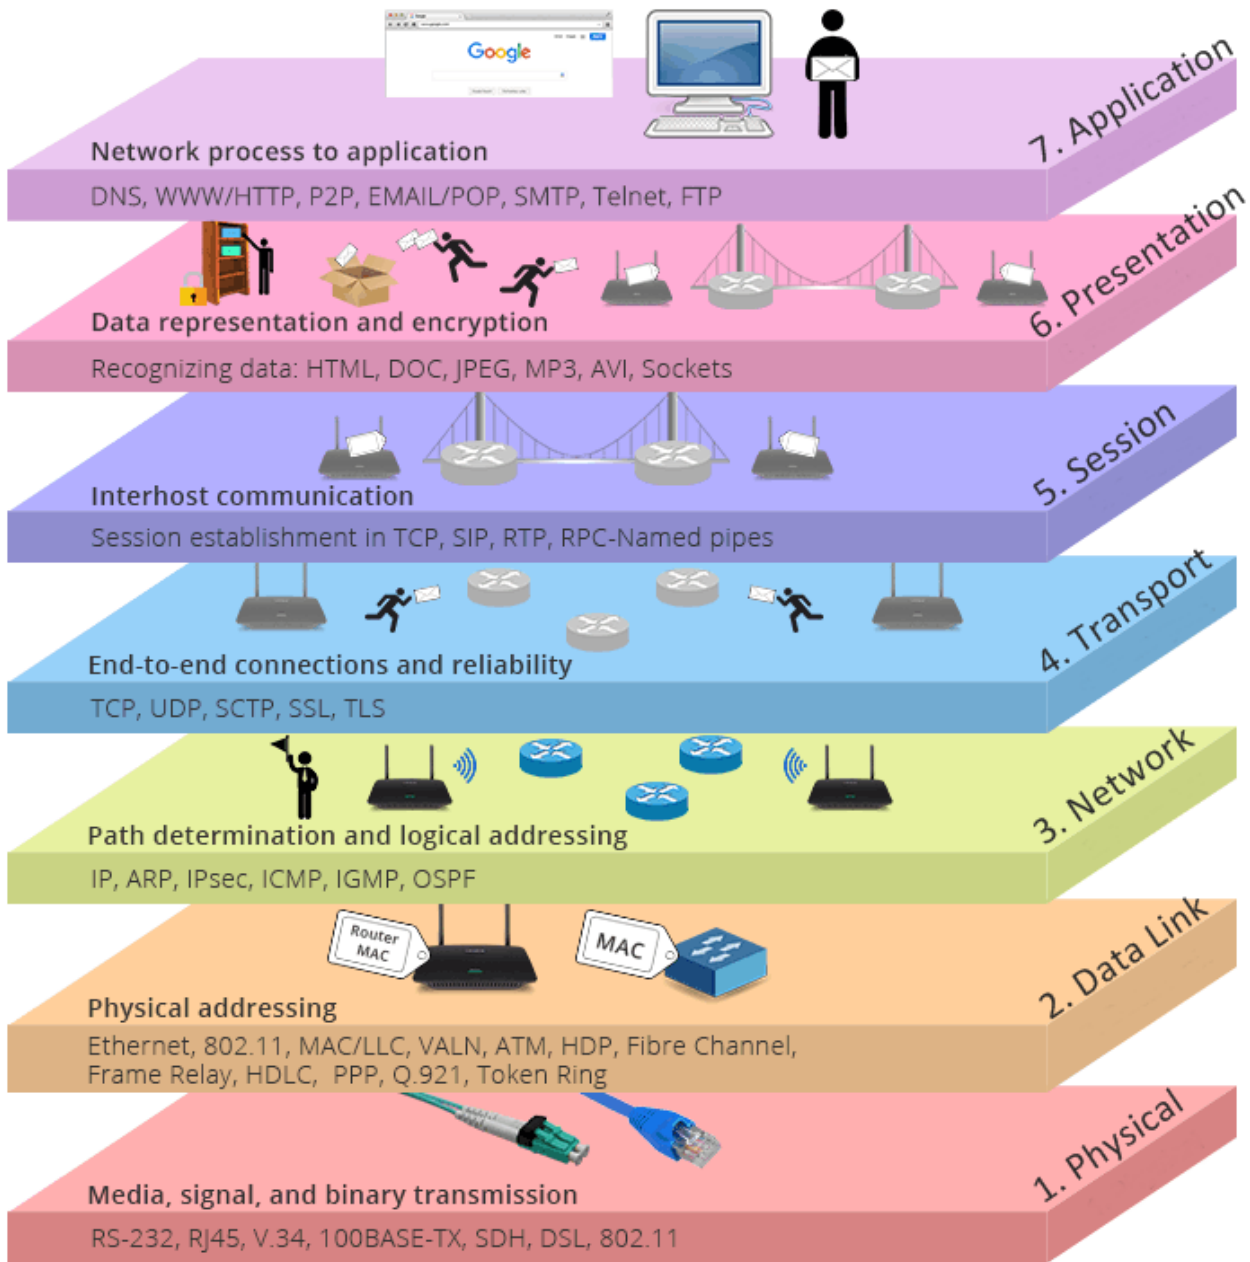 Google
7. Application
Network process to application
DNS, WWW/HTTP, P2P, EMAIL/POP, SMTP, Telnet, FTP
6. Presentation
Data representation and encryption
Recognizing data: HTML, DOC, JPEG, MP3, AVI, Sockets
5. Session
Interhost communication
Session establishment in TCP, SIP, RTP, RPC-Named pipes
4. Transport
End-to-end connections and reliability
TCP, UDP, SCTP, SSL, TLS
3. Network
Path determination and logical addressing
IP, ARP, IPsec, ICMP, IGMP, OSPF
Router
MAC
MAC
2. Data Link
Physical addressing
Ethernet, 802.11, MAC/LLC, VALN, ATM, HDP, Fibre Channel,
Frame Relay, HDLC, PPP, Q.921, Token Ring
1. Physical
Media, signal, and binary transmission
RS-232, RJ45, V.34, 100BASE-TX, SDH, DSL, 802.11